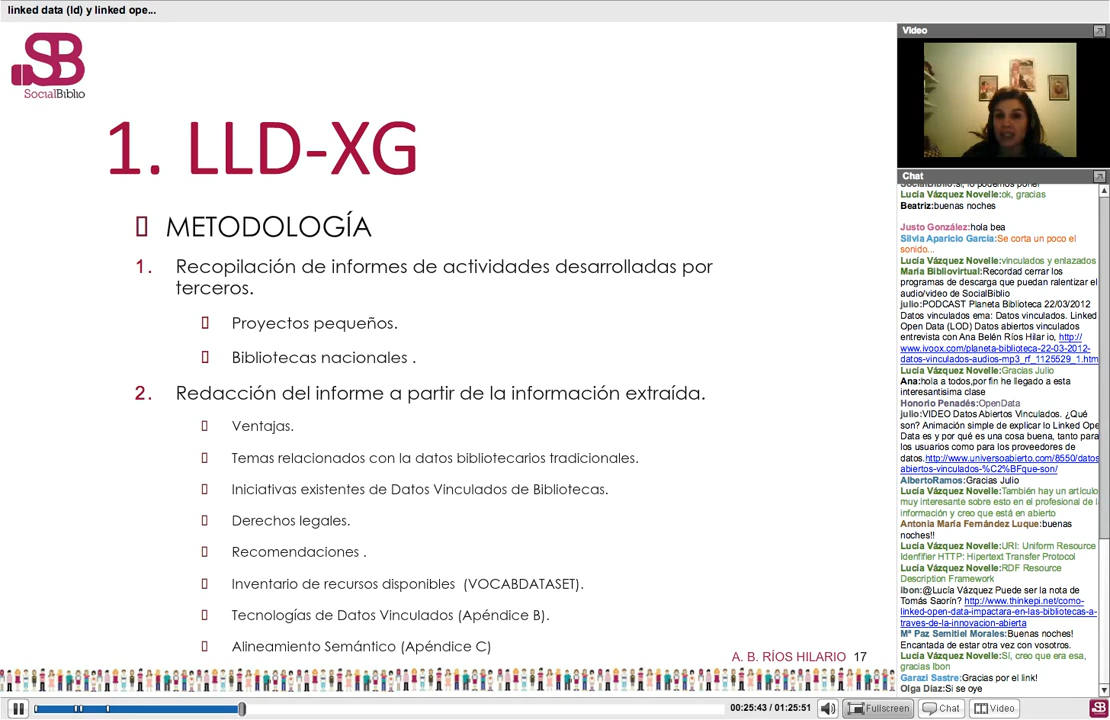 linked data (ld) y linked ope...
SB
SocialBiblio
1. LLD-XG
METODOLOGÍA
1. Recopilación de informes de actividades desarrolladas por
terceros.
Proyectos pequeños.
Bibliotecas nacionales .
2. Redacción del informe a partir de la información extraída.
Ventajas.
Temas relacionados con la datos bibliotecarios tradicionales.
Iniciativas existentes de Datos Vinculados de Bibliotecas.
Derechos legales.
Recomendaciones .
Inventario de recursos disponibles (VOCABDATASET).
Tecnologías de Datos Vinculados (Apéndice B).
Alineamiento Semántico (Apéndice C)
A. B. RÍOS HILARIO 17
Video
Chat
SocialBiblio:si, lo podemos poner
Lucía Vázquez Novelle:ok, gracias
Beatriz:buenas noches
Justo González:hola bea
Silvia Aparicio García:Se corta un poco el
sonido...
Lucía Vázquez Novelle:vinculados y enlazados
María Bibliovirtual:Recordad cerrar los
programas de descarga que puedan ralentizar el
audio/video de SocialBiblio
julio:PODCAST Planeta Biblioteca 22/03/2012
Datos vinculados ema: Datos vinculados. Linked
Open Data (LOD) Datos abiertos vinculados
entrevista con Ana Belén Ríos Hilar io, http://
www.ivoox.com/planeta-biblioteca-22-03-2012-
datos-vinculados-audios-mp3_rf_1125529_1.htm
Lucía Vázquez Novelle:Gracias Julio
Ana:hola a todos,por fin he llegado a esta
interesantisima clase
Honorio Penadés:OpenData
julio:VIDEO Datos Abiertos Vinculados. ¿Qué
son? Animación simple de explicar lo Linked Ope
Data es y por qué es una cosa buena, tanto para
los usuarios como para los proveedores de
datos.http://www.universoabierto.com/8550/datos
abiertos-vinculados-%C2%BFque-son/
AlbertoRamos:Gracias Julio
Lucía Vázquez Novelle:También hay un artículo
muy interesante sobre esto en el profesional de l
información y creo que está en abierto
Antonia María Fernández Luque:buenas
noches!!
Lucía Vázquez Novelle:URI: Uniform Resource
Idenfifier HTTP: Hipertext Transfer Protocol
Lucía Vázquez Novelle:RDF Resource
Description Framework
Ibon:@Lucía Vázquez Puede ser la nota de
Tomás Saorín? http://www.thinkepi.net/como-
linked-open-data-impactara-en-las-bibliotecas-a-
traves-de-la-innovacion-abierta
Mª Paz Semitiel Morales:Buenas noches!
Encantada de estar otra vez con vosotros.
Lucía Vázquez Novelle:SÍ, creo que era esa,
gracias Ibon
Garazi Sastre:Gracias por el link!
Olga Díaz:Si se oye
00:25:43 / 01:25:51
Fullscreen
Chat
Video
SB